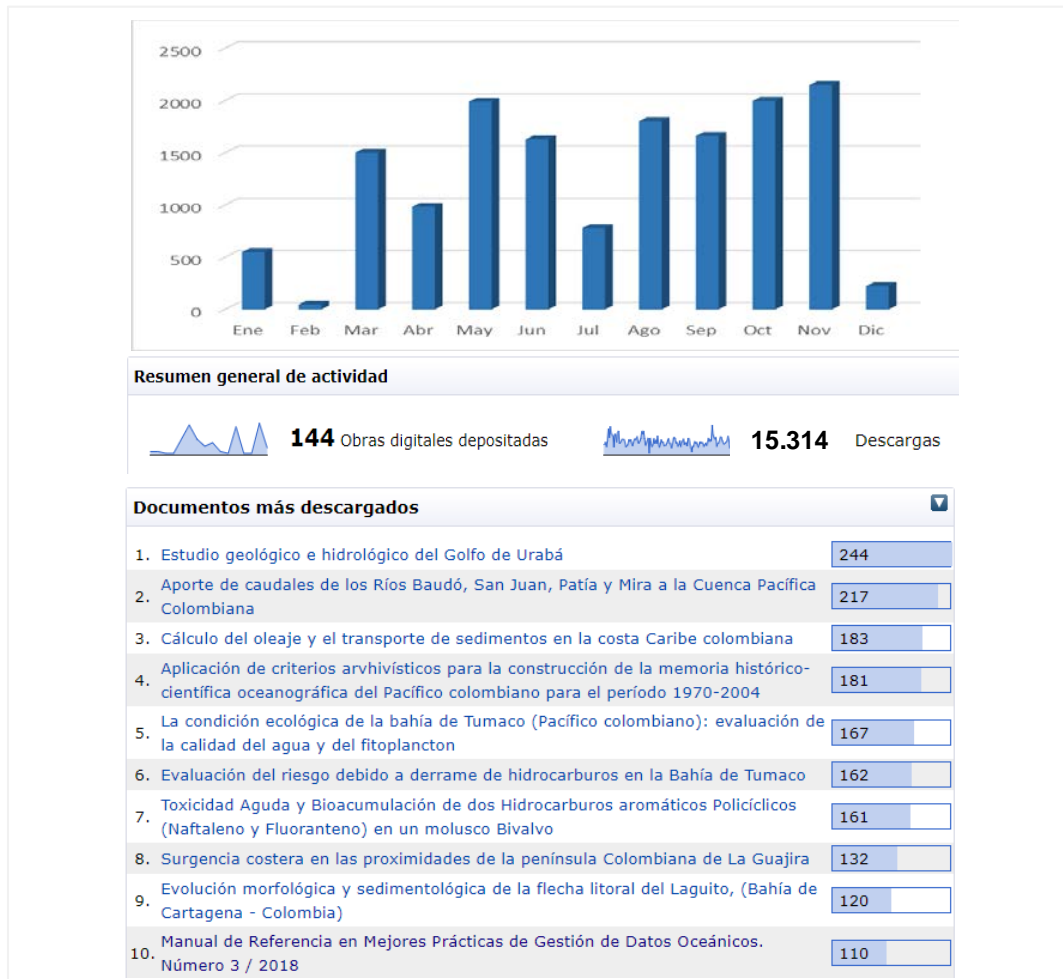 2500
2000
1500
1000
500
0
Ene Feb Mar Abr May Jun Jul Ago Sep Oct Nov Dic
Resumen general de actividad
144 Obras digitales depositadas 15.314 Descargas
Documentos más descargados
1. Estudio geológico e hidrológico del Golfo de Urabá 244
2. Aporte de caudales de los Ríos Baudó, San Juan, Patía y Mira a la Cuenca Pacífica
Colombiana 217
3. Cálculo del oleaje y el transporte de sedimentos en la costa Caribe colombiana 183
4. Aplicación de criterios arvhivísticos para la construcción de la memoria histórico-
científica oceanográfica del Pacífico colombiano para el período 1970-2004 181
5. La condición ecológica de la bahía de Tumaco (Pacífico colombiano): evaluación de
la calidad del agua y del fitoplancton 167
6. Evaluación del riesgo debido a derrame de hidrocarburos en la Bahía de Tumaco 162
7. Toxicidad Aguda y Bioacumulación de dos Hidrocarburos aromáticos Policíclicos
(Naftaleno y Fluoranteno) en un molusco Bivalvo 161
8. Surgencia costera en las proximidades de la península Colombiana de La Guajira 132
9. Evolución morfológica y sedimentológica de la flecha litoral del Laguito, (Bahía de
Cartagena - Colombia) 120
10. Manual de Referencia en Mejores Prácticas de Gestión de Datos Oceánicos.
Número 3 / 2018 110